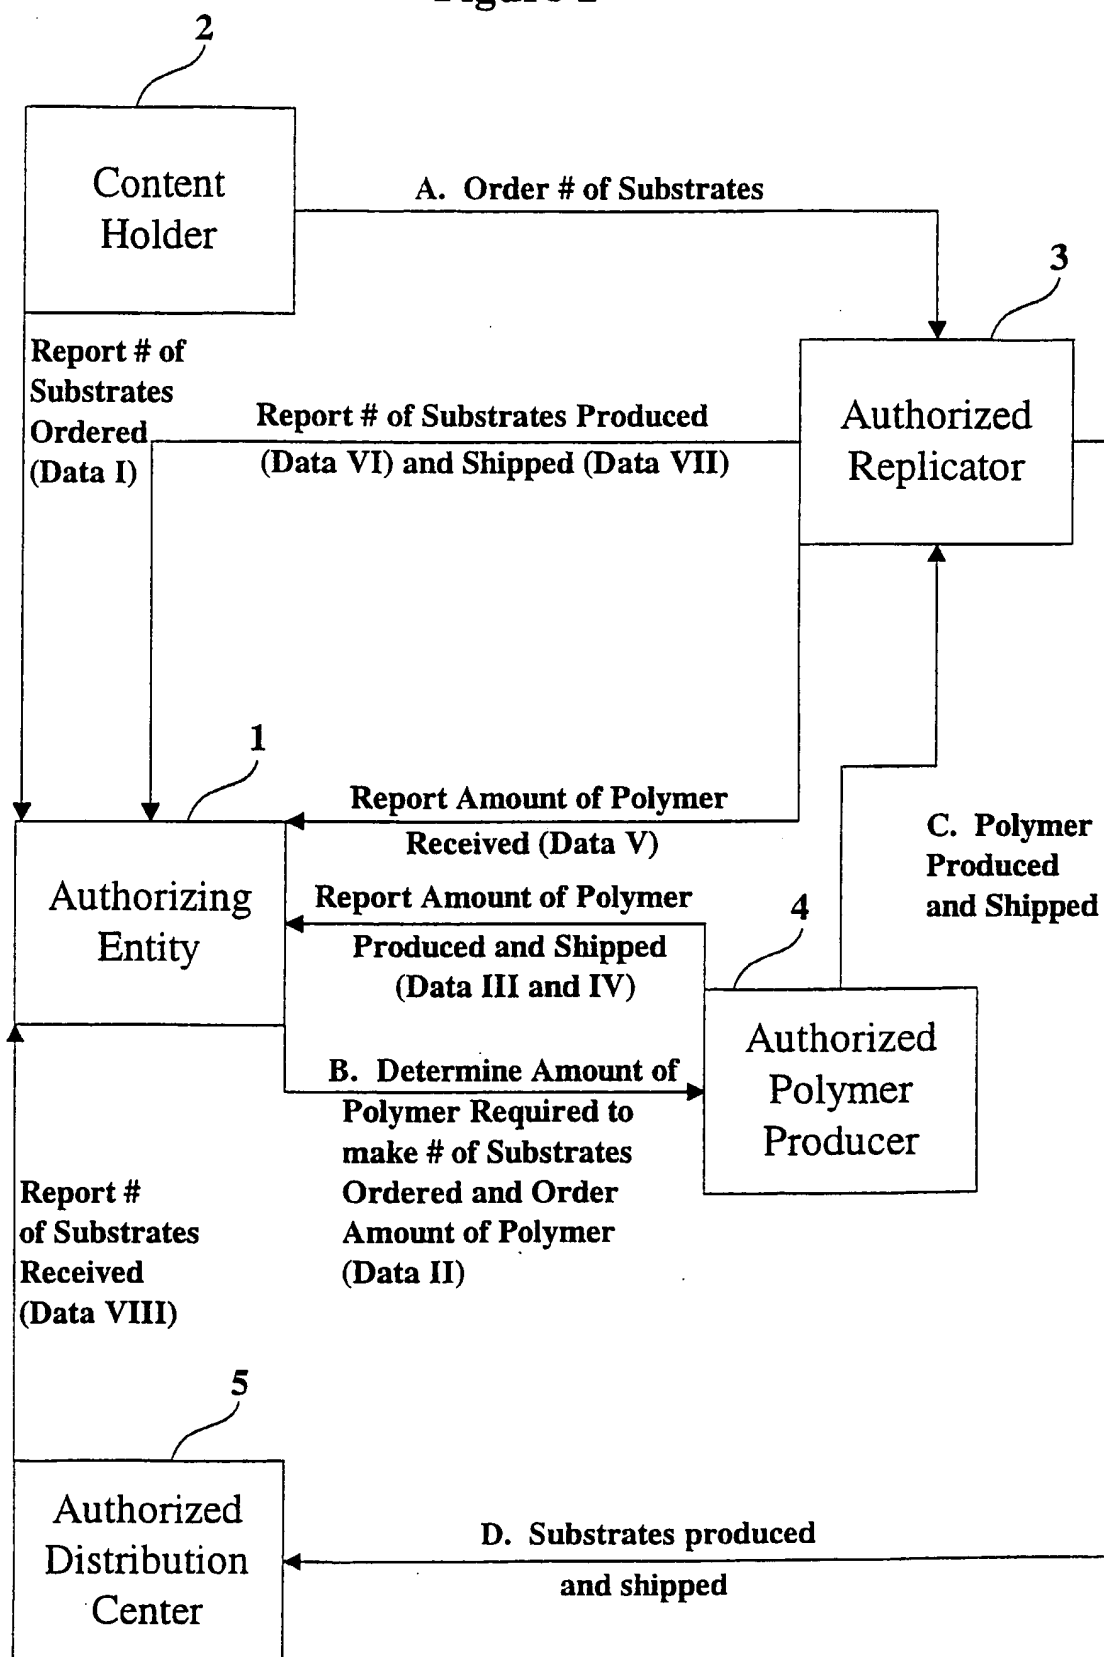 2
Content
Holder
A. Order # of Substrates
3
Report # of
Substrates
Ordered
(Data I)
Report # of Substrates Produced
(Data VI) and Shipped (Data VII)
Authorized
Replicator
1
Report Amount of Polymer
Received (Data V)
C. Polymer
Produced
and Shipped
Authorizing
Entity
Report Amount of Polymer
Produced and Shipped
(Data III and IV)
4
Authorized
Polymer
Producer
B. Determine Amount of
Polymer Required to
make # of Substrates
Ordered and Order
Amount of Polymer
(Data II)
Report #
of Substrates
Received
(Data VIII)
5
Authorized
Distribution
Center
D. Substrates produced
and shipped